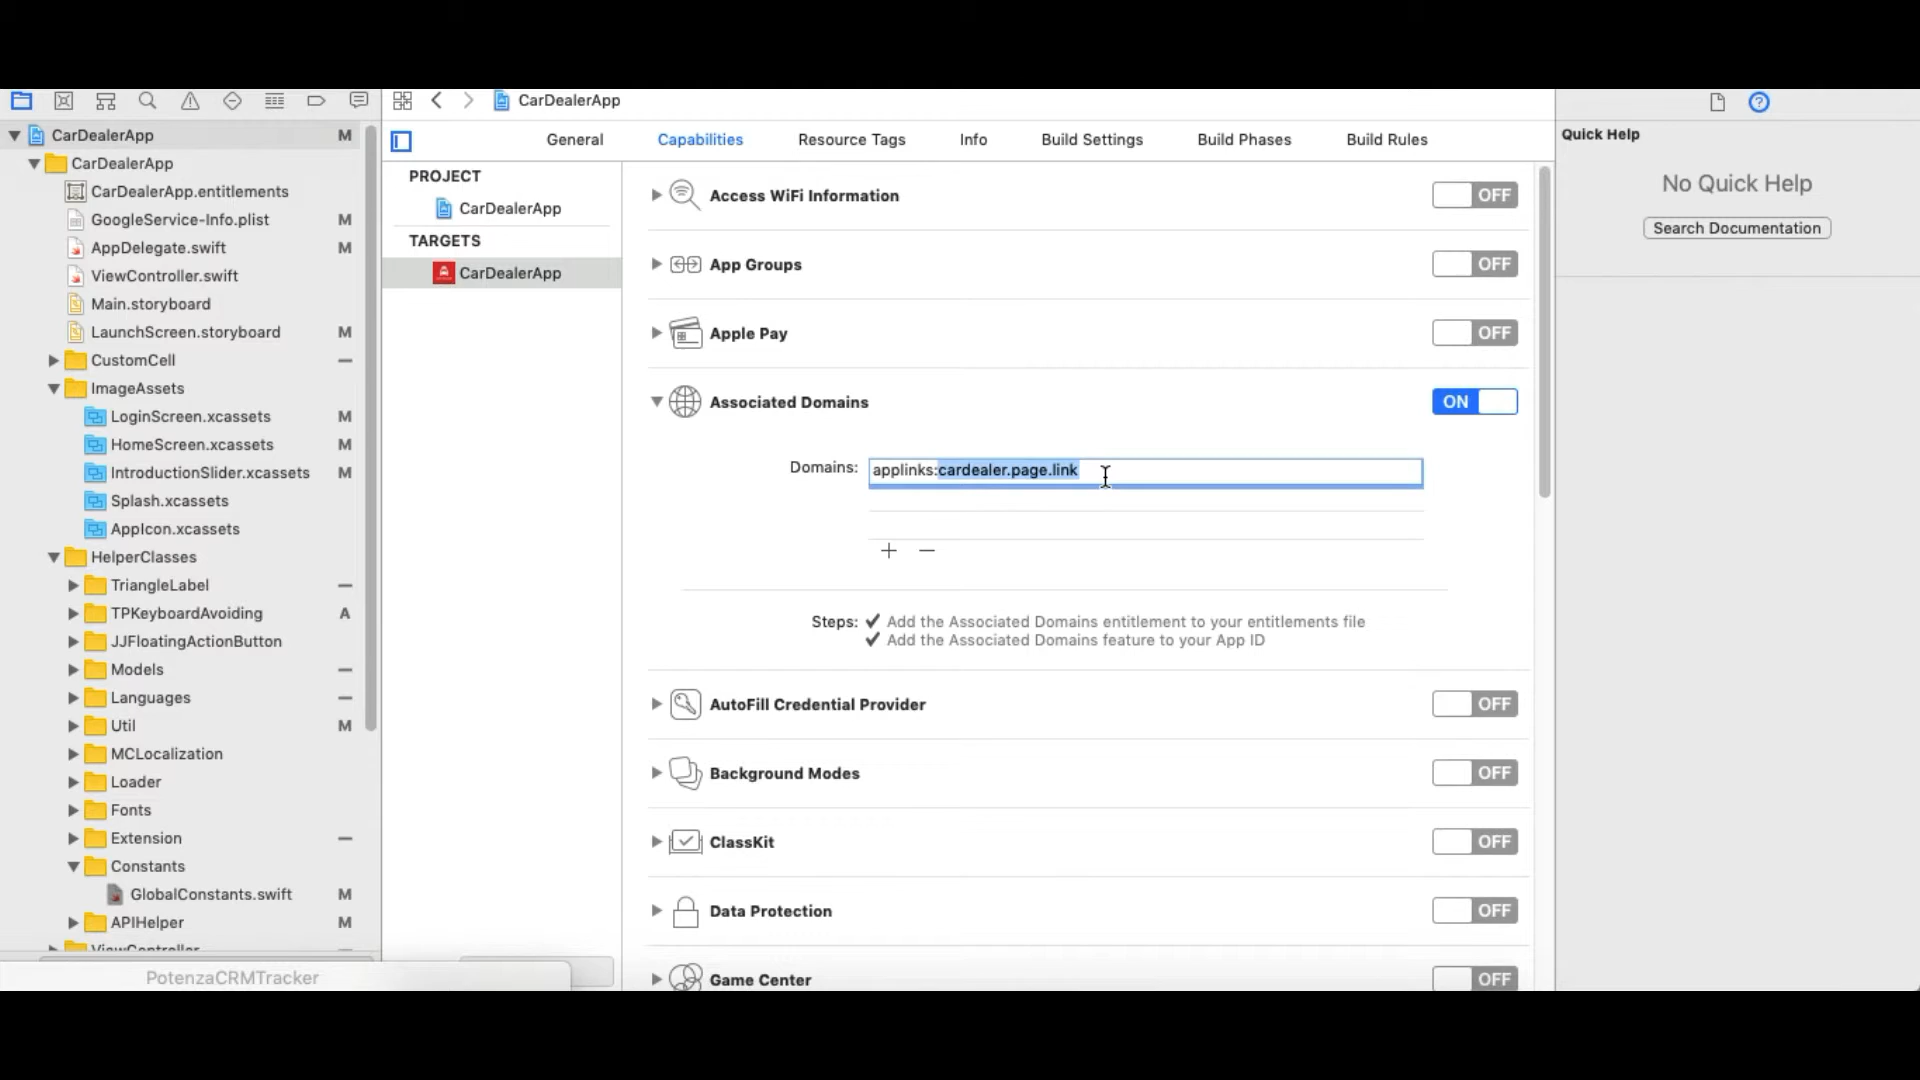 CarDealerApp
General
Capabilities
Resource Tags
Info
Build Settings
Build Phases
Build Rules
Quick Help
No Quick Help
Search Documentation
CarDealerApp M
CarDealerApp
CarDealerApp.entitlements
GoogleService-Info.plist M
AppDelegate.swift M
ViewController.swift
Main.storyboard
LaunchScreen.storyboard M
CustomCell
ImageAssets
LoginScreen.xcassets M
HomeScreen.xcassets M
IntroductionSlider.xcassets M
Splash.xcassets
AppIcon.xcassets
HelperClasses
TriangleLabel
TPKeyboardAvoiding A
JJFloatingActionButton
Models
Languages
Util M
MCLocalization
Loader
Fonts
Extension
Constants
GlobalConstants.swift M
APIHelper M
ViewController
PotenzaCRMTracker
PROJECT
CarDealerApp
TARGETS
CarDealerApp
Access WiFi Information OFF
App Groups OFF
Apple Pay OFF
Associated Domains ON
Domains: applinks:cardealer.page.link
+ −
Steps: ✔ Add the Associated Domains entitlement to your entitlements file
✔ Add the Associated Domains feature to your App ID
AutoFill Credential Provider OFF
Background Modes OFF
ClassKit OFF
Data Protection OFF
Game Center OFF